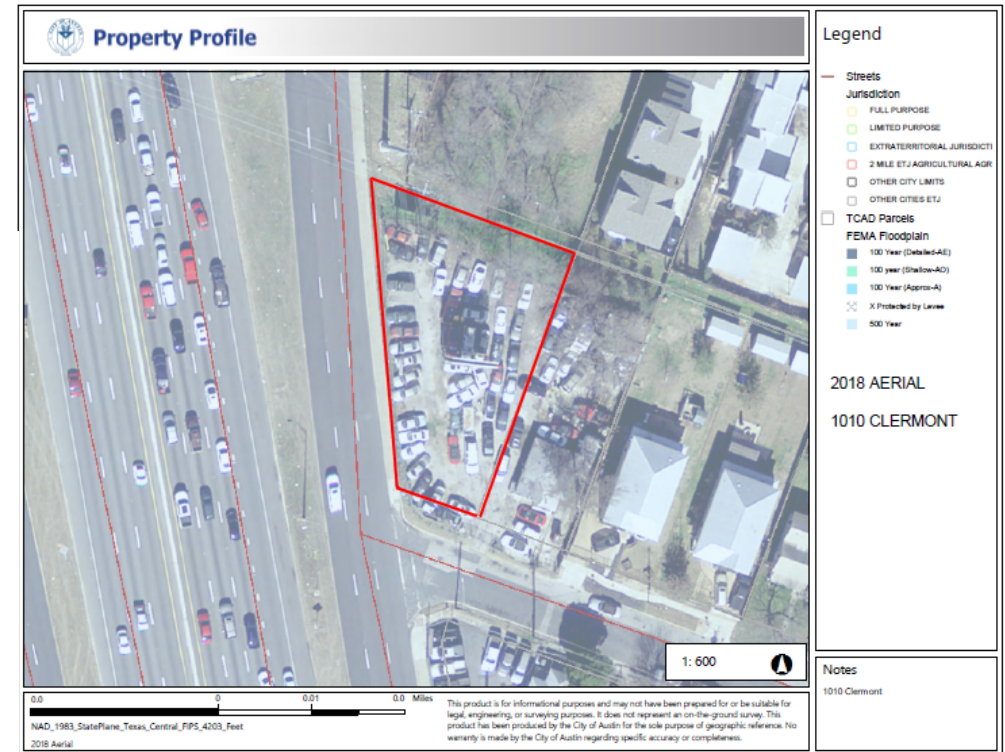 Property Profile
Legend
Streets
Jurisdiction
FULL PURPOSE
LIMITED PURPOSE
EXTRATERRITORIAL JURISDICTI
2 MILE ETJ AGRICULTURAL AGR
OTHER CITY LIMITS
OTHER CITIES ETJ
TCAD Parcels
FEMA Floodplain
100 Year (Detailed-AE)
100 year (Shallow-AO)
100 Year (Approx-A)
X Protected by Levee
500 Year
2018 AERIAL
1010 CLERMONT
1: 600
Notes
1010 Clermont
0.0 0 0.01 0.0 Miles
NAD_1983_StatePlane_Texas_Central_FIPS_4203_Feet
2018 Aerial
This product is for informational purposes and may not have been prepared for or be suitable for
legal, engineering, or surveying purposes. It does not represent an on-the-ground survey. This
product has been produced by the City of Austin for the sole purpose of geographic reference. No
warranty is made by the City of Austin regarding specific accuracy or completeness.